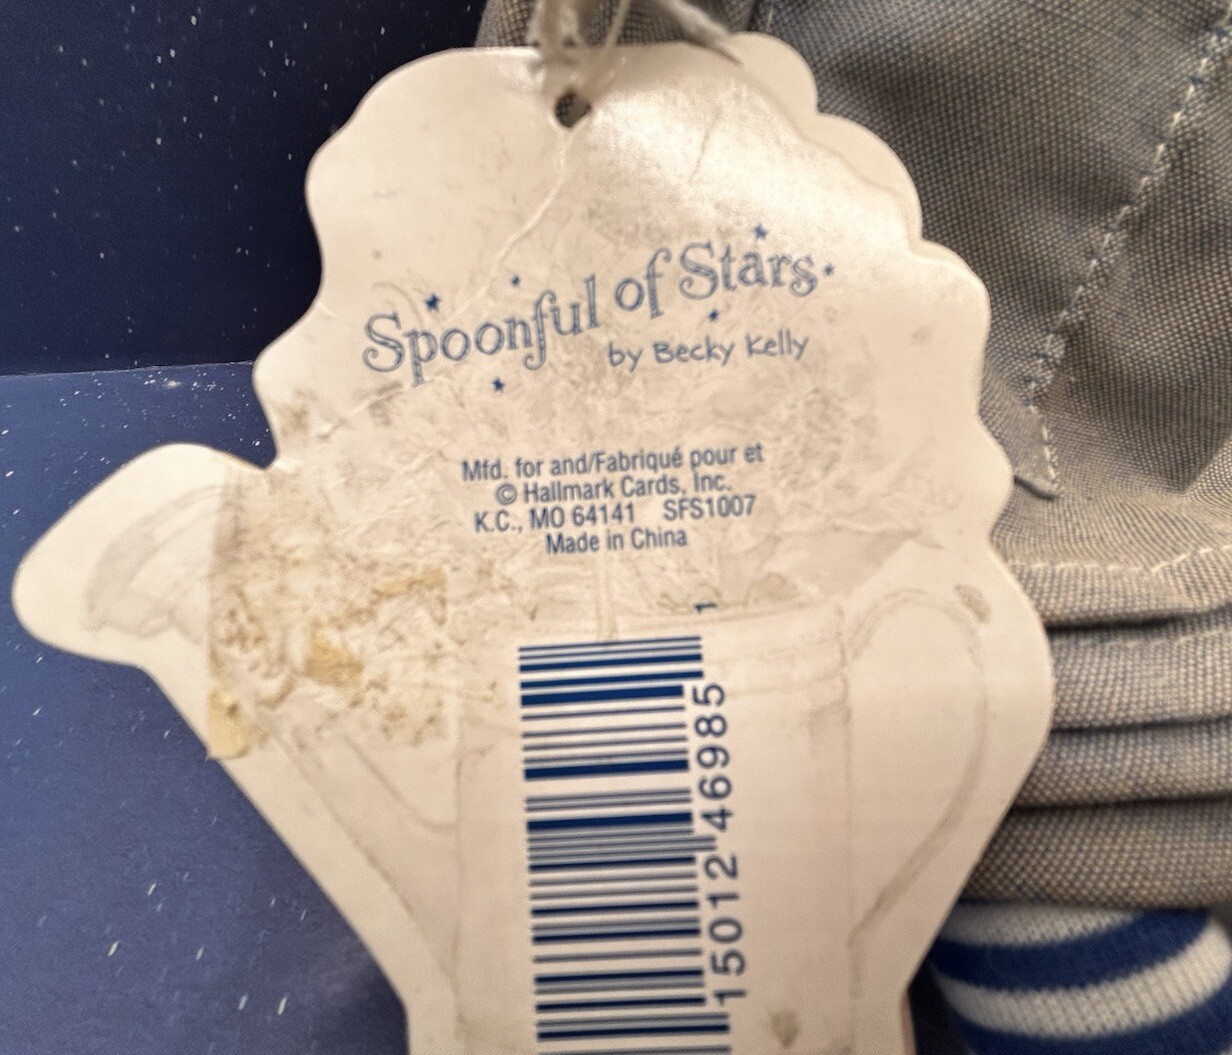 Spoonful of Stars
by Becky Kelly
Mfd. for and/Fabriqué pour et
© Hallmark Cards, Inc.
K.C., MO 64141 SFS1007
Made in China
15012 46985 1